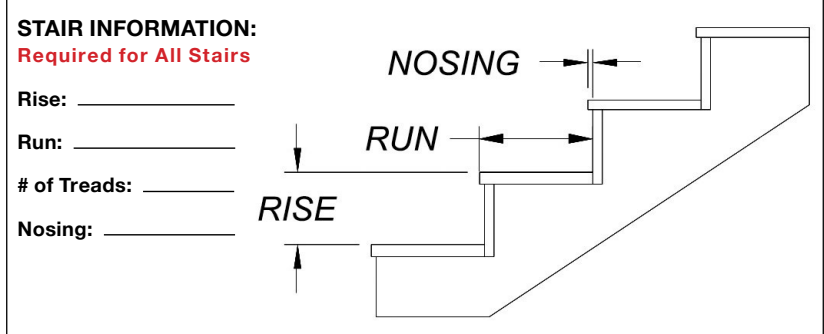 STAIR INFORMATION:
Required for All Stairs
Rise:
Run:
# of Treads:
Nosing:
NOSING
RUN
RISE